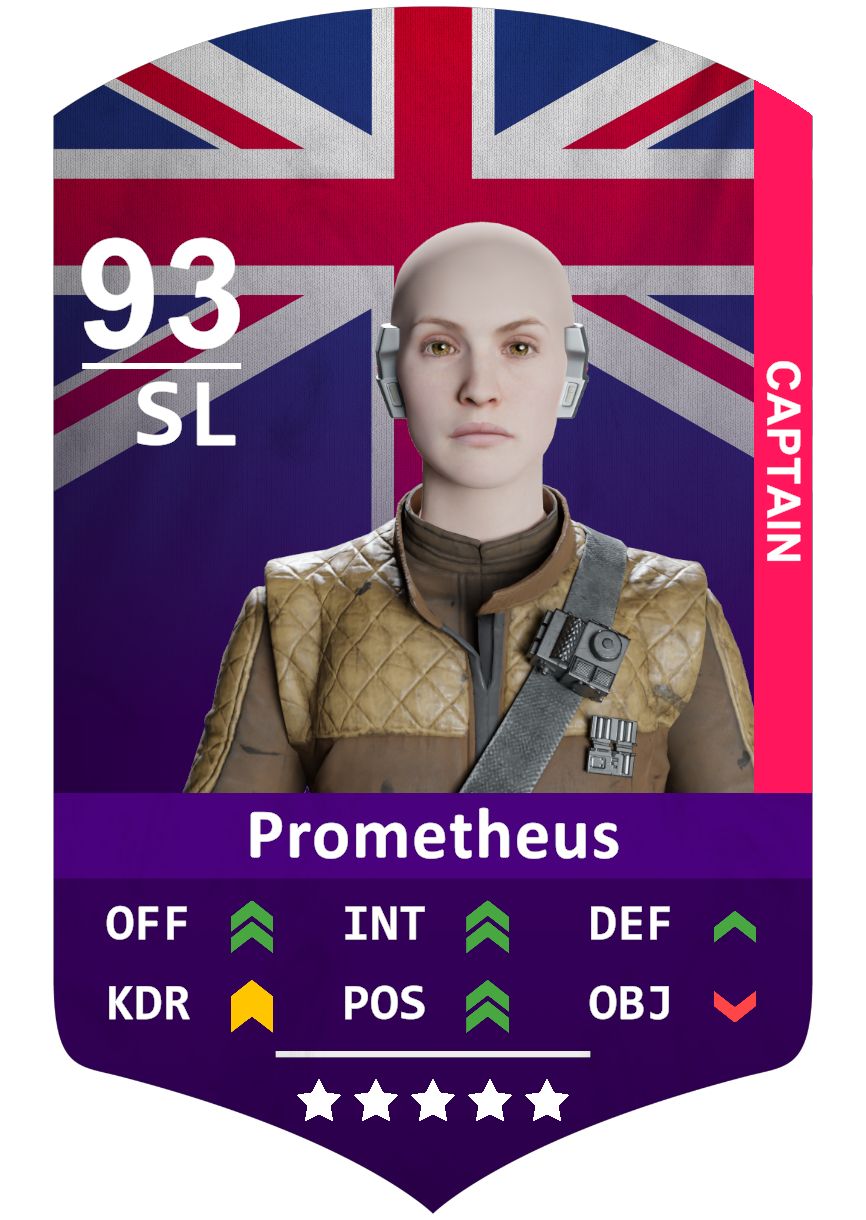 93
SL
CAPTAIN
Prometheus
OFF INT DEF
KDR POS OBJ